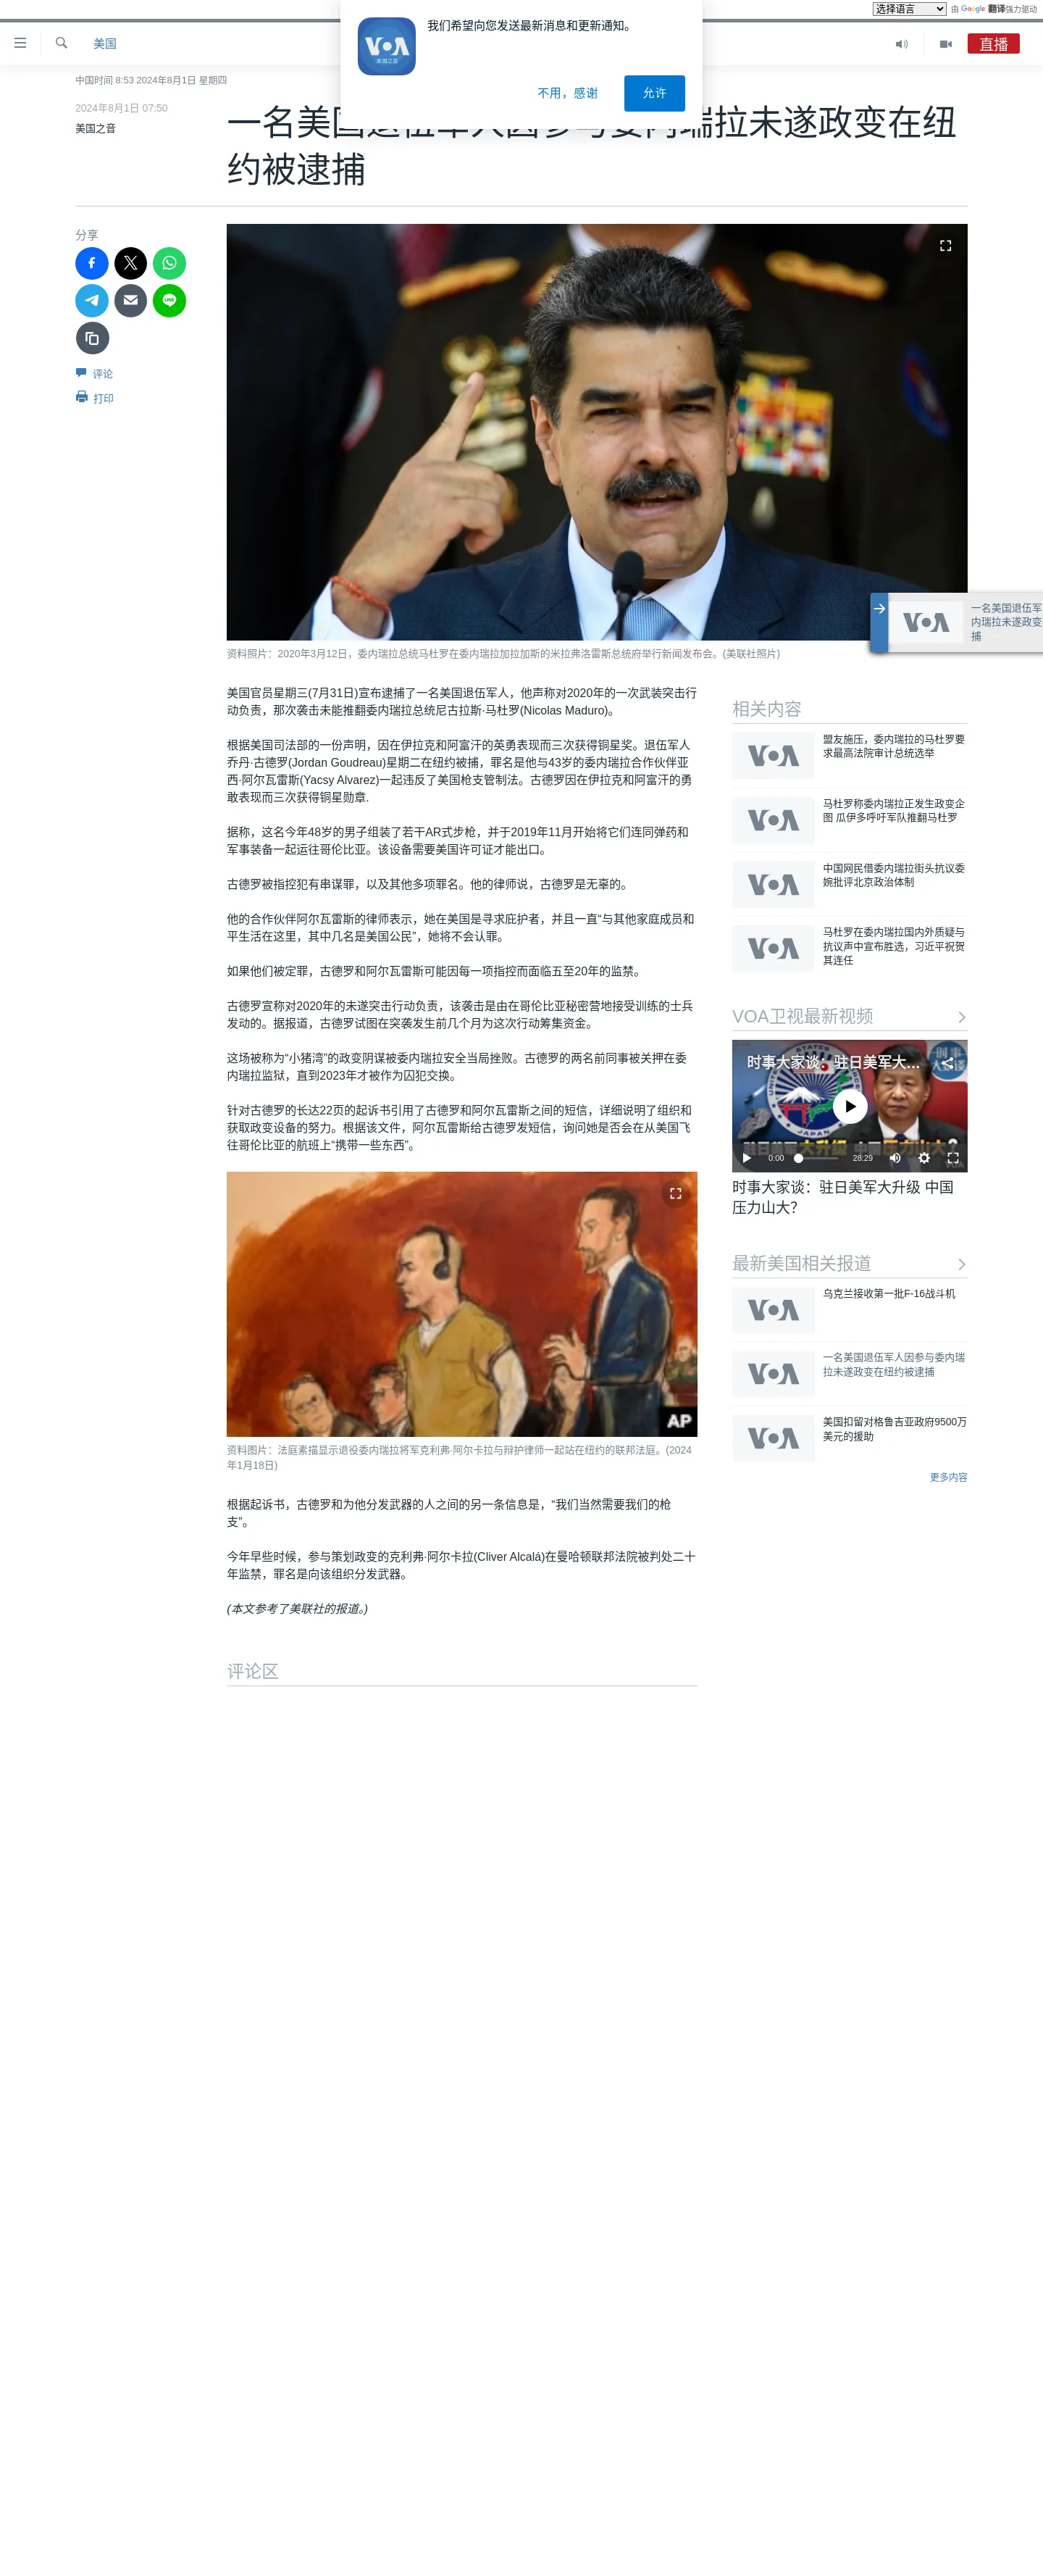 选择语言
由 Google 翻译强力驱动
美国
直播
VOA
美国之音
我们希望向您发送最新消息和更新通知。
不用，感谢
允许
中国时间 8:53 2024年8月1日 星期四
2024年8月1日 07:50
美国之音
一名美国退伍军人因参与委内瑞拉未遂政变在纽
约被逮捕
分享
评论
打印
资料照片：2020年3月12日，委内瑞拉总统马杜罗在委内瑞拉加拉加斯的米拉弗洛雷斯总统府举行新闻发布会。(美联社照片)
VOA
一名美国退伍军
内瑞拉未遂政变
捕
美国官员星期三(7月31日)宣布逮捕了一名美国退伍军人，他声称对2020年的一次武装突击行
动负责，那次袭击未能推翻委内瑞拉总统尼古拉斯·马杜罗(Nicolas Maduro)。
根据美国司法部的一份声明，因在伊拉克和阿富汗的英勇表现而三次获得铜星奖。退伍军人
乔丹·古德罗(Jordan Goudreau)星期二在纽约被捕，罪名是他与43岁的委内瑞拉合作伙伴亚
西·阿尔瓦雷斯(Yacsy Alvarez)一起违反了美国枪支管制法。古德罗因在伊拉克和阿富汗的勇
敢表现而三次获得铜星勋章.
据称，这名今年48岁的男子组装了若干AR式步枪，并于2019年11月开始将它们连同弹药和
军事装备一起运往哥伦比亚。该设备需要美国许可证才能出口。
古德罗被指控犯有串谋罪，以及其他多项罪名。他的律师说，古德罗是无辜的。
他的合作伙伴阿尔瓦雷斯的律师表示，她在美国是寻求庇护者，并且一直“与其他家庭成员和
平生活在这里，其中几名是美国公民”，她将不会认罪。
如果他们被定罪，古德罗和阿尔瓦雷斯可能因每一项指控而面临五至20年的监禁。
古德罗宣称对2020年的未遂突击行动负责，该袭击是由在哥伦比亚秘密营地接受训练的士兵
发动的。据报道，古德罗试图在突袭发生前几个月为这次行动筹集资金。
这场被称为“小猪湾”的政变阴谋被委内瑞拉安全当局挫败。古德罗的两名前同事被关押在委
内瑞拉监狱，直到2023年才被作为囚犯交换。
针对古德罗的长达22页的起诉书引用了古德罗和阿尔瓦雷斯之间的短信，详细说明了组织和
获取政变设备的努力。根据该文件，阿尔瓦雷斯给古德罗发短信，询问她是否会在从美国飞
往哥伦比亚的航班上“携带一些东西”。
AP
资料图片：法庭素描显示退役委内瑞拉将军克利弗·阿尔卡拉与辩护律师一起站在纽约的联邦法庭。(2024
年1月18日)
根据起诉书，古德罗和为他分发武器的人之间的另一条信息是，“我们当然需要我们的枪
支”。
今年早些时候，参与策划政变的克利弗·阿尔卡拉(Cliver Alcalá)在曼哈顿联邦法院被判处二十
年监禁，罪名是向该组织分发武器。
(本文参考了美联社的报道。)
评论区
相关内容
VOA
盟友施压，委内瑞拉的马杜罗要
求最高法院审计总统选举
VOA
马杜罗称委内瑞拉正发生政变企
图 瓜伊多呼吁军队推翻马杜罗
VOA
中国网民借委内瑞拉街头抗议委
婉批评北京政治体制
VOA
马杜罗在委内瑞拉国内外质疑与
抗议声中宣布胜选，习近平祝贺
其连任
VOA卫视最新视频
时事大家谈：驻日美军大...
0:00
28:29
时事大家谈：驻日美军大升级 中国
压力山大？
最新美国相关报道
VOA
乌克兰接收第一批F-16战斗机
VOA
一名美国退伍军人因参与委内瑞
拉未遂政变在纽约被逮捕
VOA
美国扣留对格鲁吉亚政府9500万
美元的援助
更多内容